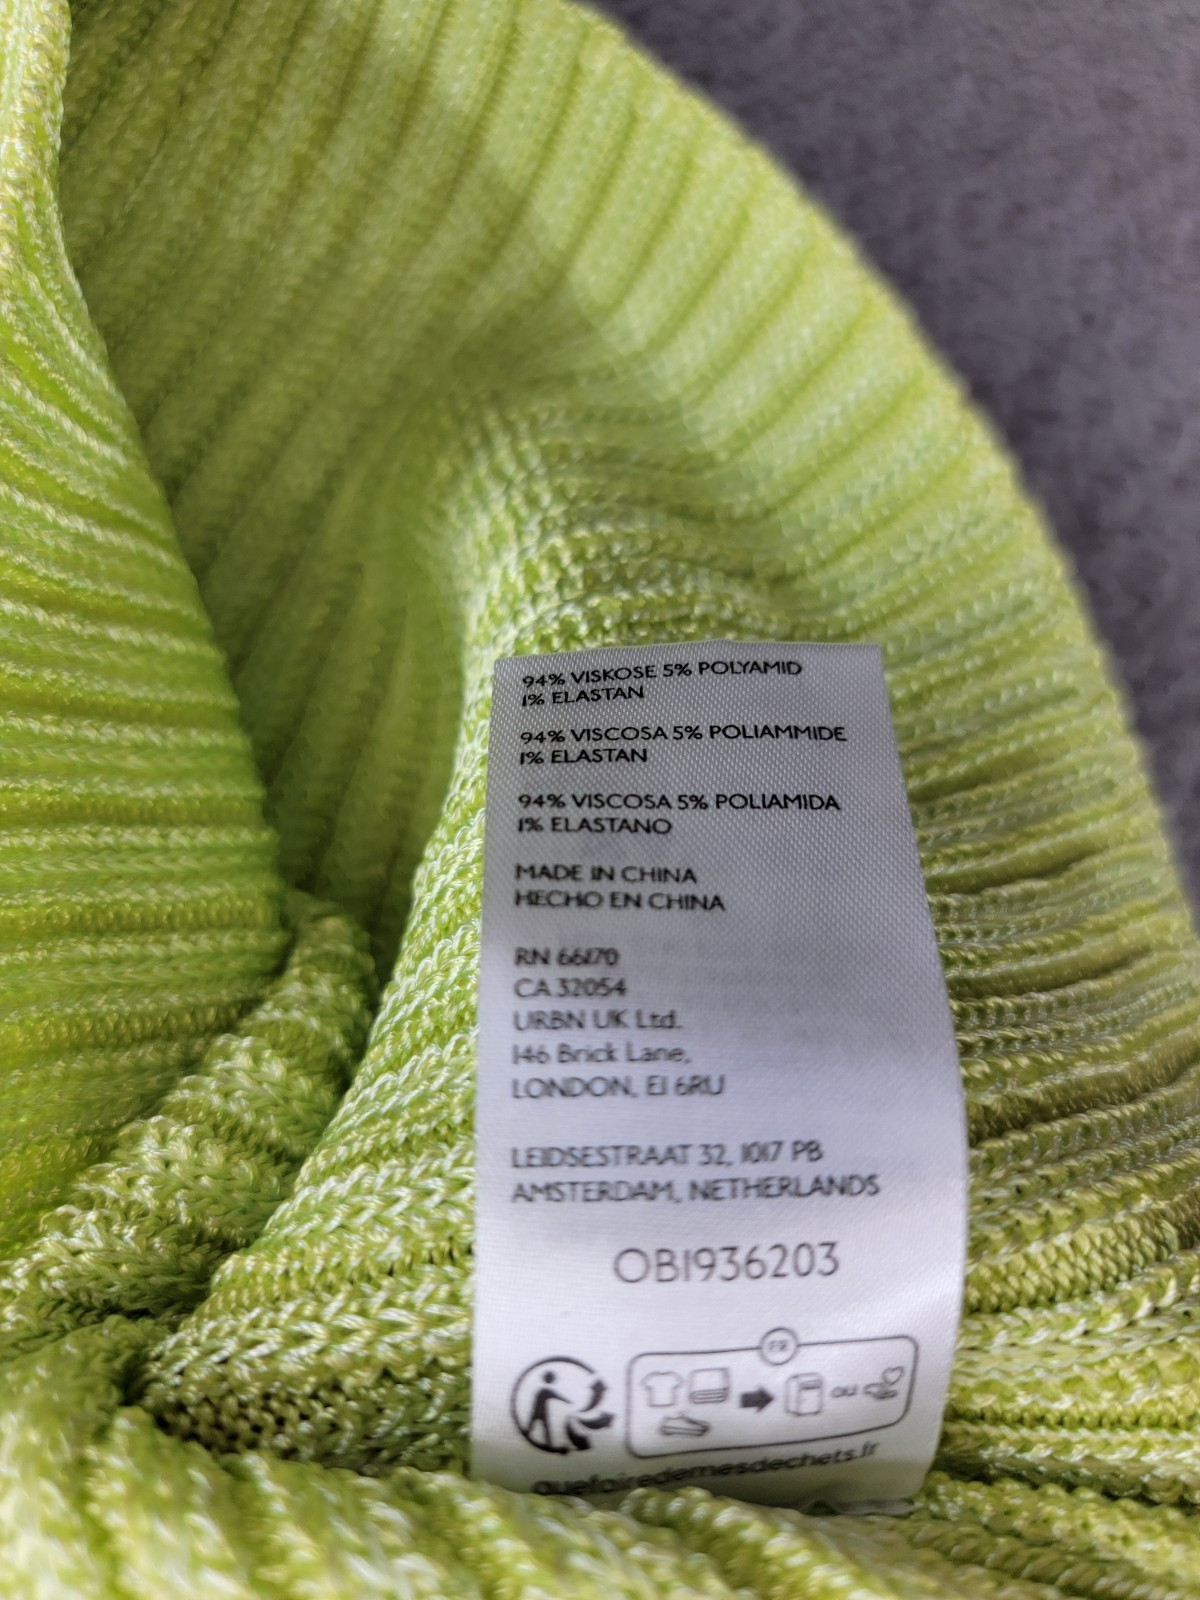 94% VISKOSE 5% POLYAMID
1% ELASTAN
94% VISCOSA 5% POLIAMMIDE
1% ELASTAN
94% VISCOSA 5% POLIAMIDA
1% ELASTANO
MADE IN CHINA
HECHO EN CHINA
RN 66170
CA 32054
URBN UK Ltd.
146 Brick Lane,
LONDON, E1 6RU
LEIDSESTRAAT 32, 1017 PB
AMSTERDAM, NETHERLANDS
OB1936203
FR
ou
quefairedemesdechets.fr